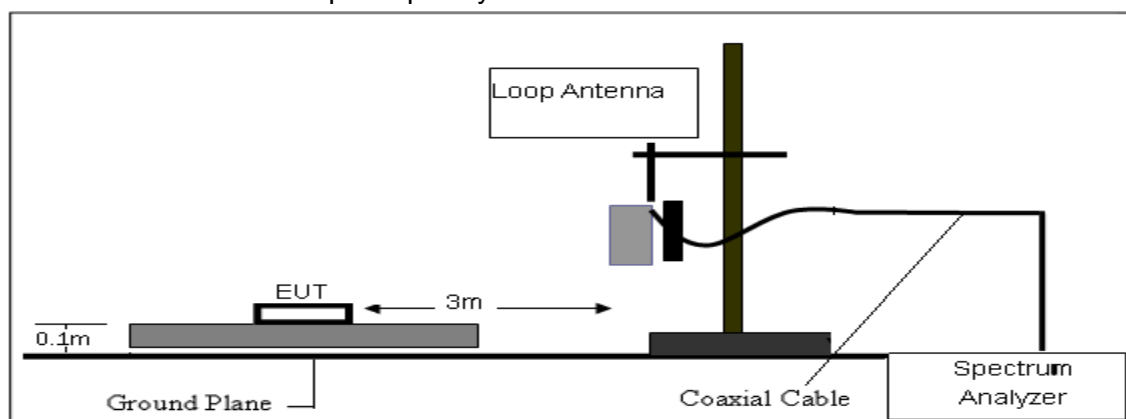 Loop Antenna
EUT
3m
0.1m
Spectrum
Analyzer
Coaxial Cable
Ground Plane